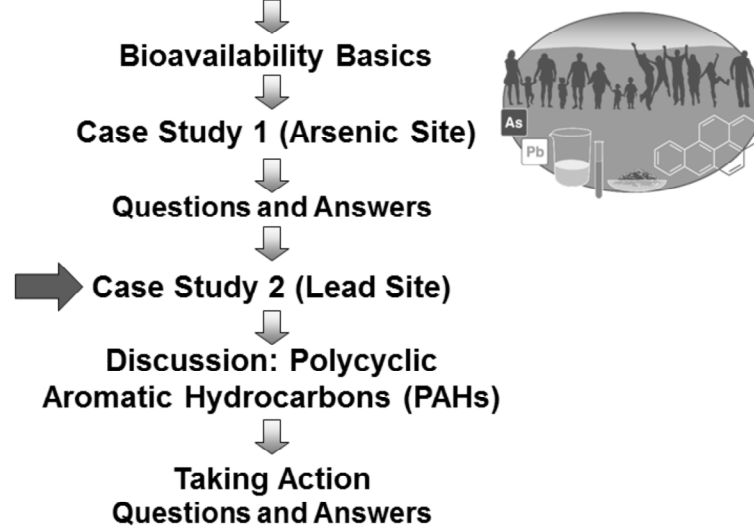 Bioavailability Basics
Case Study 1 (Arsenic Site)
As
Pb
Questions and Answers
Case Study 2 (Lead Site)
Discussion: Polycyclic
Aromatic Hydrocarbons (PAHs)
Taking Action
Questions and Answers